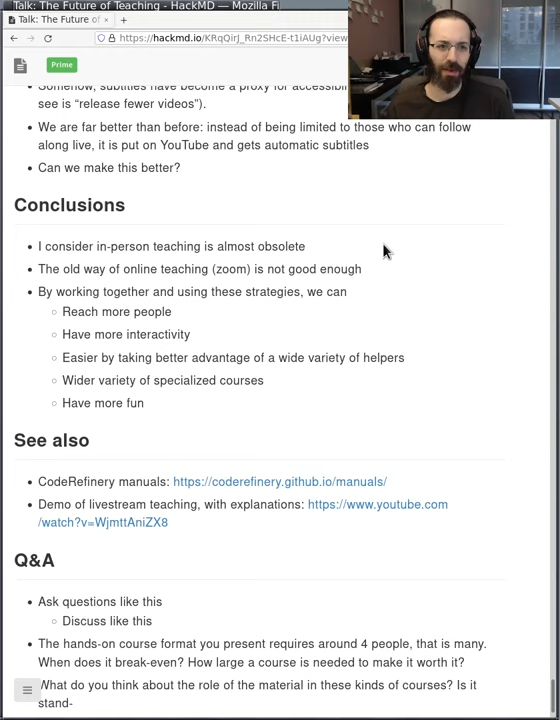 Talk: The Future of Teaching - HackMD — Mozilla Fi
Talk: The Future of
https://hackmd.io/KRqQirJ_Rn2SHcE-t1iAUg?view
Prime
Somehow, subtitles have become a proxy for
see is “release fewer videos”).
We are far better than before: instead of being limited to those who can follow
along live, it is put on YouTube and gets automatic subtitles
Can we make this better?
Conclusions
I consider in-person teaching is almost obsolete
The old way of online teaching (zoom) is not good enough
By working together and using these strategies, we can
Reach more people
Have more interactivity
Easier by taking better advantage of a wide variety of helpers
Wider variety of specialized courses
Have more fun
See also
CodeRefinery manuals: https://coderefinery.github.io/manuals/
Demo of livestream teaching, with explanations: https://www.youtube.com
/watch?v=WjmttAniZX8
Q&A
Ask questions like this
Discuss like this
The hands-on course format you present requires around 4 people, that is many.
When does it break-even? How large a course is needed to make it worth it?
What do you think about the role of the material in these kinds of courses? Is it
stand-